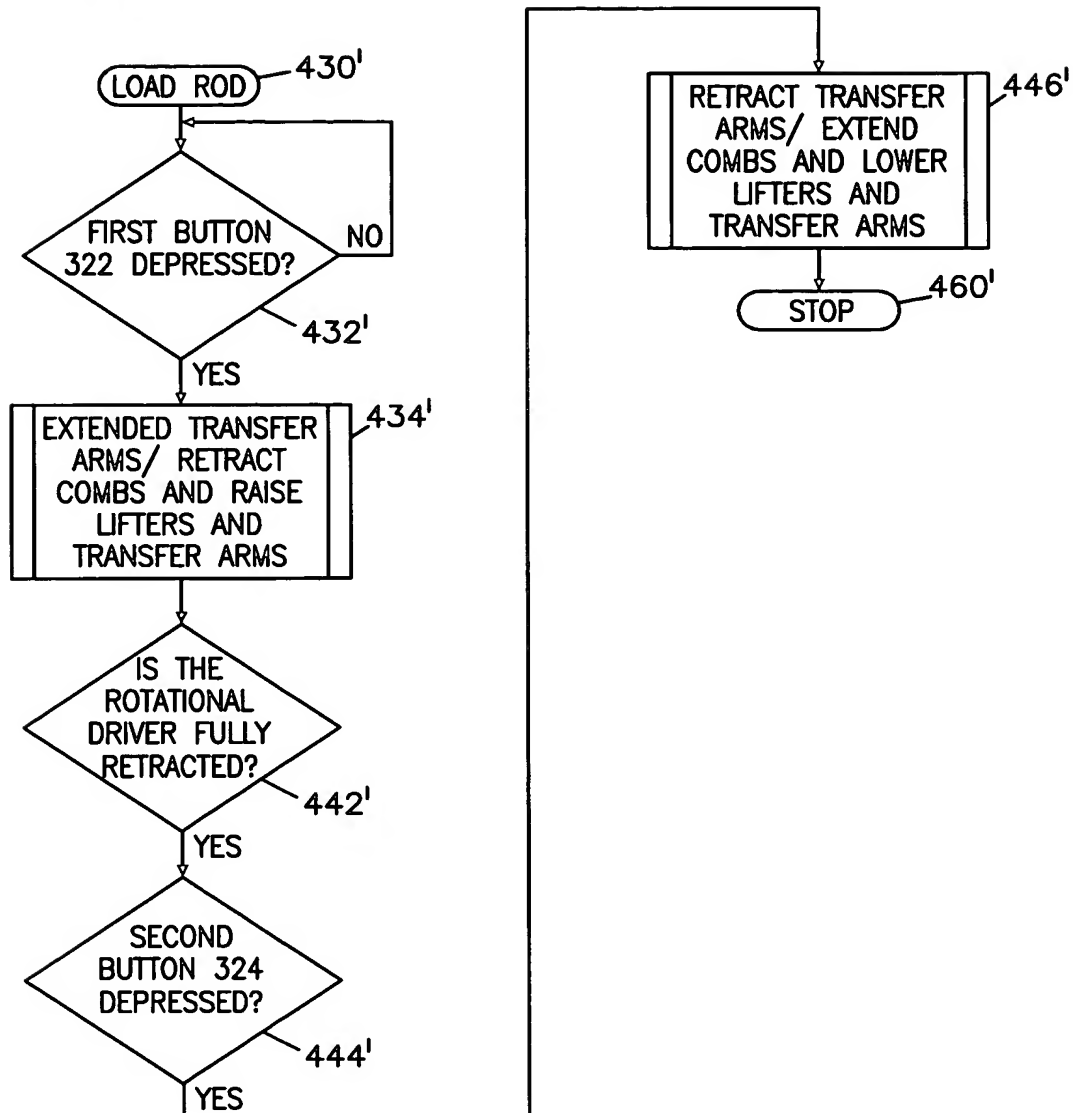 LOAD ROD
430'
FIRST BUTTON
322 DEPRESSED?
NO
432'
YES
EXTENDED TRANSFER
ARMS/ RETRACT
COMBS AND RAISE
LIFTERS AND
TRANSFER ARMS
434'
IS THE
ROTATIONAL
DRIVER FULLY
RETRACTED?
442'
YES
SECOND
BUTTON 324
DEPRESSED?
444'
YES
RETRACT TRANSFER
ARMS/ EXTEND
COMBS AND LOWER
LIFTERS AND
TRANSFER ARMS
446'
STOP
460'